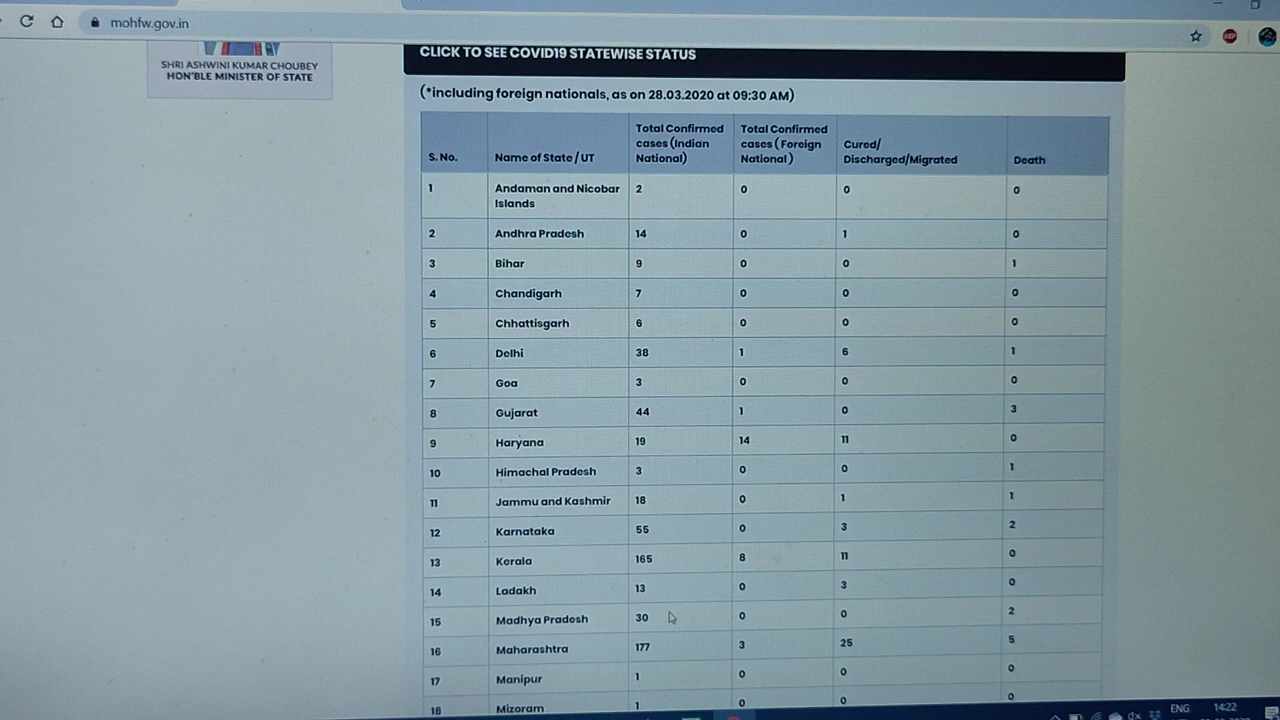 mohfw.gov.in
SHRI ASHWINI KUMAR CHOUBEY
HON'BLE MINISTER OF STATE
CLICK TO SEE COVID19 STATEWISE STATUS
(*including foreign nationals, as on 28.03.2020 at 09:30 AM)
S. No. Name of State / UT Total Confirmed cases (Indian National) Total Confirmed cases ( Foreign National ) Cured/ Discharged/Migrated Death
1 Andaman and Nicobar Islands 2 0 0 0
2 Andhra Pradesh 14 0 1 0
3 Bihar 9 0 0 1
4 Chandigarh 7 0 0 0
5 Chhattisgarh 6 0 0 0
6 Delhi 38 1 6 1
7 Goa 3 0 0 0
8 Gujarat 44 1 0 3
9 Haryana 19 14 11 0
10 Himachal Pradesh 3 0 0 1
11 Jammu and Kashmir 18 0 1 1
12 Karnataka 55 0 3 2
13 Kerala 165 8 11 0
14 Ladakh 13 0 3 0
15 Madhya Pradesh 30 0 0 2
16 Maharashtra 177 3 25 5
17 Manipur 1 0 0 0
18 Mizoram 1 0 0 0
ENG 14:22